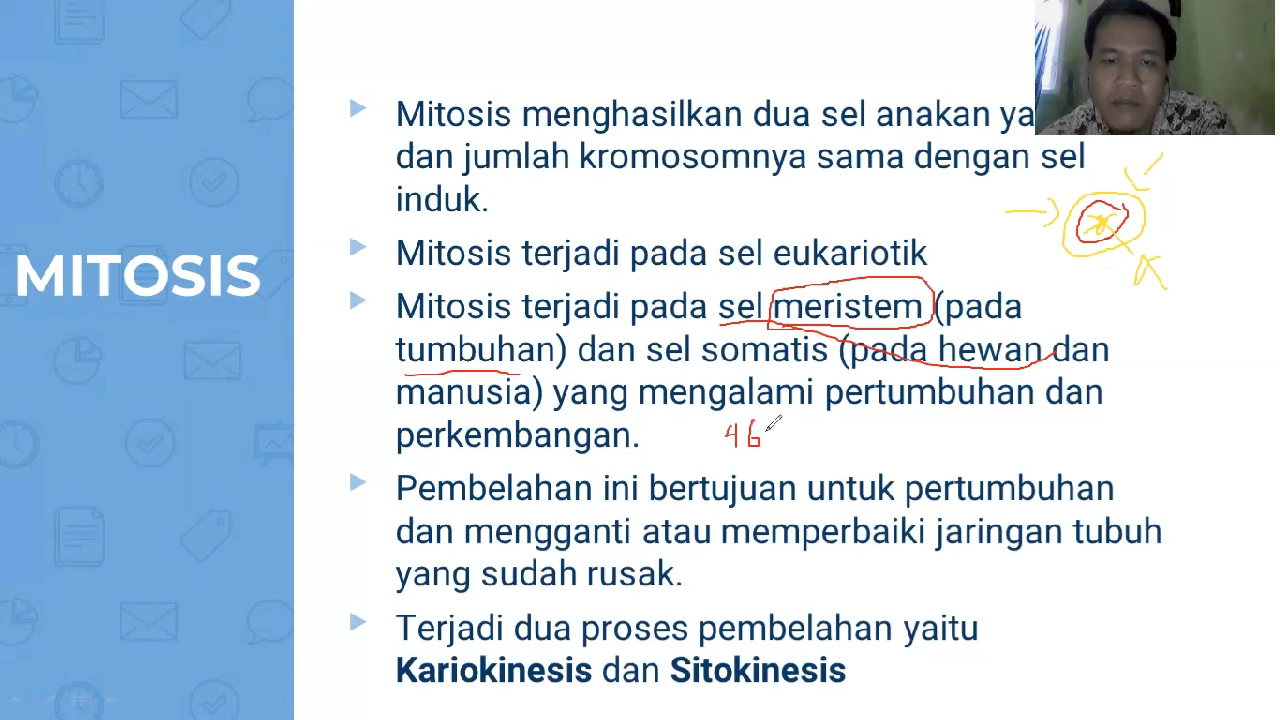 MITOSIS
Mitosis menghasilkan dua sel anakan
dan jumlah kromosomnya sama dengan sel
induk.
Mitosis terjadi pada sel eukariotik
Mitosis terjadi pada sel meristem (pada
tumbuhan) dan sel somatis (pada hewan dan
manusia) yang mengalami pertumbuhan dan
perkembangan.
46
Pembelahan ini bertujuan untuk pertumbuhan
dan mengganti atau memperbaiki jaringan tubuh
yang sudah rusak.
Terjadi dua proses pembelahan yaitu
Kariokinesis dan Sitokinesis